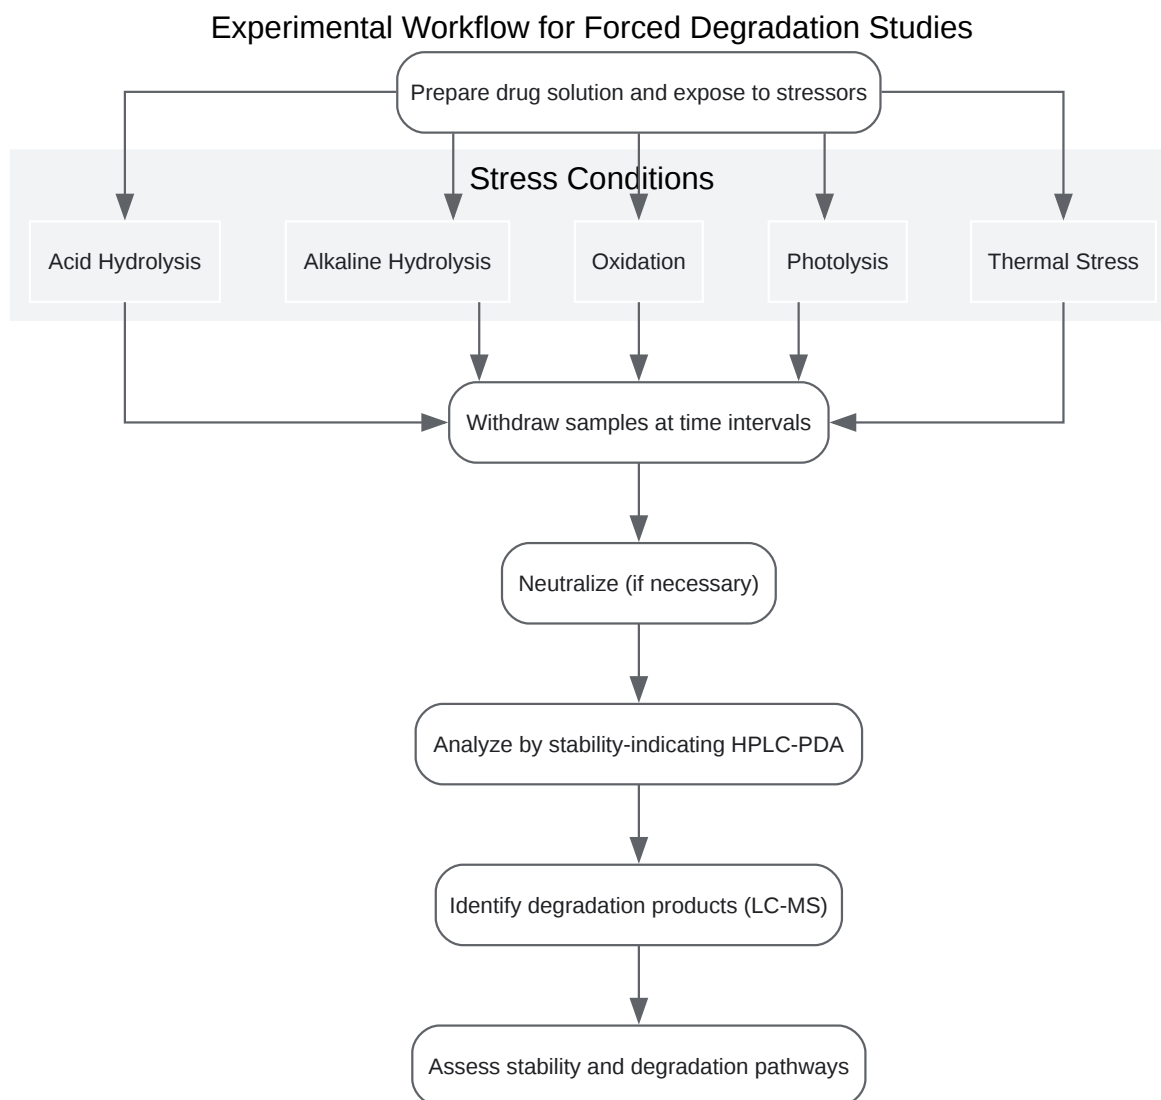 Experimental Workflow for Forced Degradation Studies
Prepare drug solution and expose to stressors
Stress Conditions
Acid Hydrolysis
Alkaline Hydrolysis
Oxidation
Photolysis
Thermal Stress
Withdraw samples at time intervals
Neutralize (if necessary)
Analyze by stability-indicating HPLC-PDA
Identify degradation products (LC-MS)
Assess stability and degradation pathways